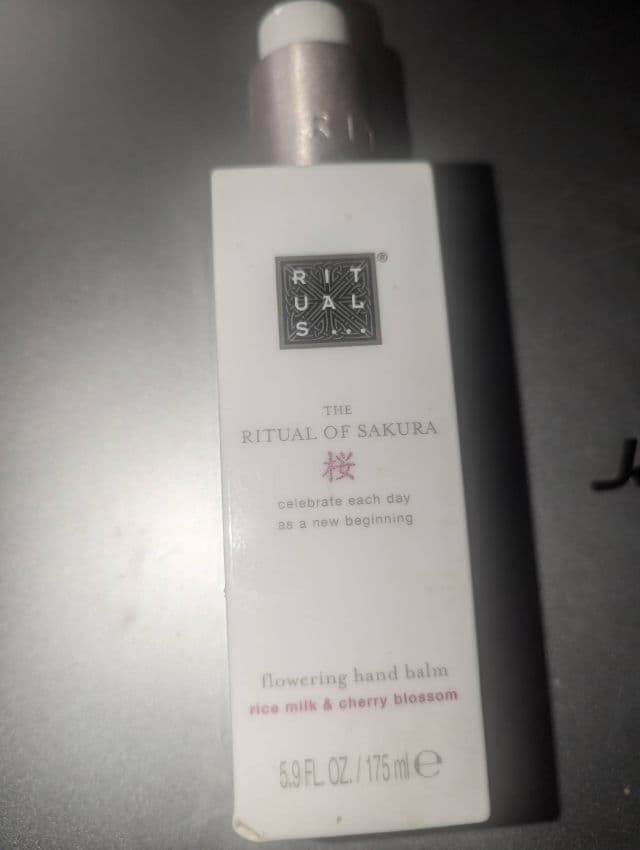 RI
RIT
UAL
S...
®
THE
RITUAL OF SAKURA
桜
celebrate each day
as a new beginning
flowering hand balm
rice milk & cherry blossom
5.9 FL. OZ. / 175 ml ℮